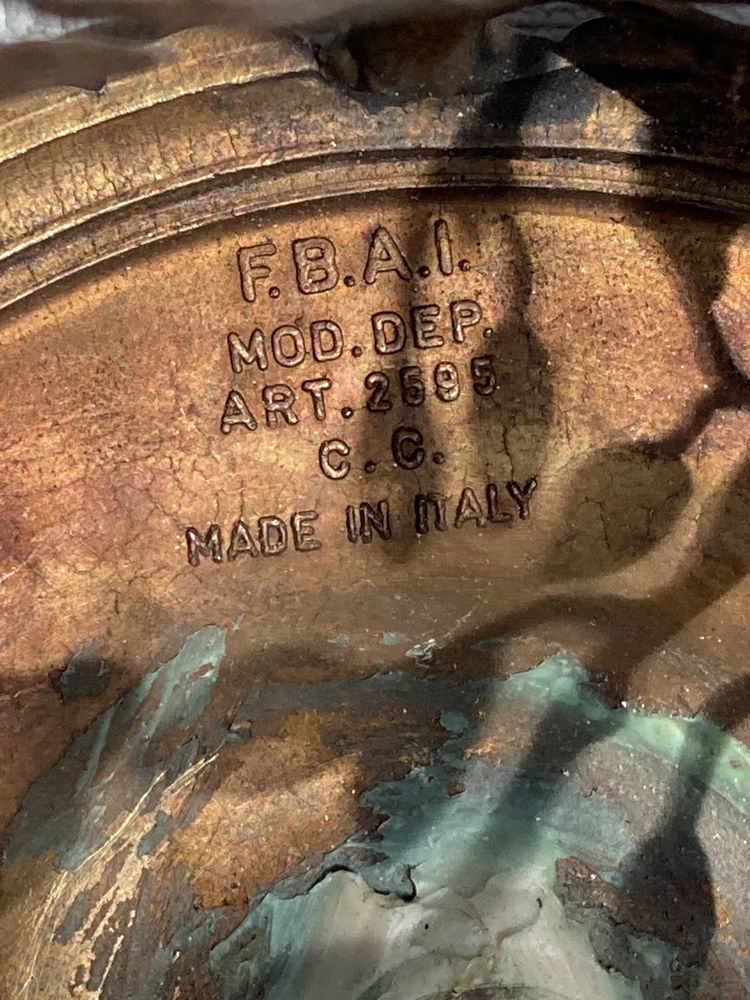 F.B.A.I.
MOD.DEP.
ART.2595
C.C.
MADE IN ITALY